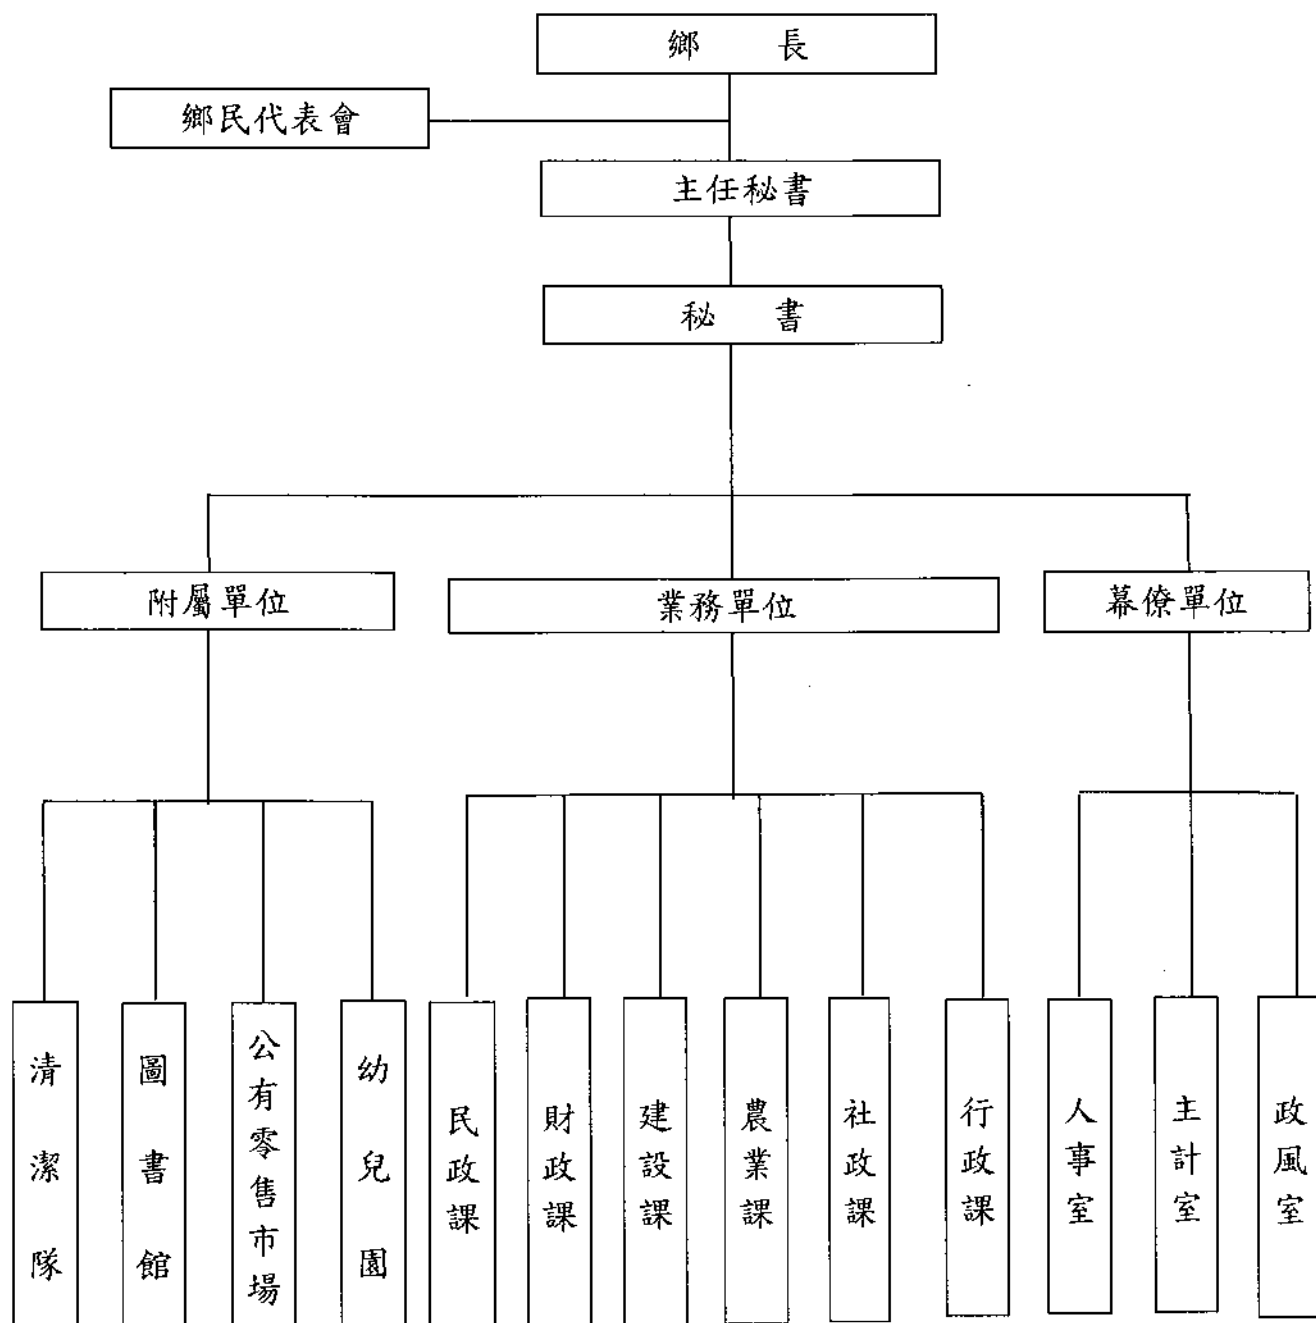 鄉長
鄉民代表會
主任秘書
秘書
附屬單位
業務單位
幕僚單位
清潔隊
圖書館
公有零售市場
幼兒園
民政課
財政課
建設課
農業課
社政課
行政課
人事室
主計室
政風室